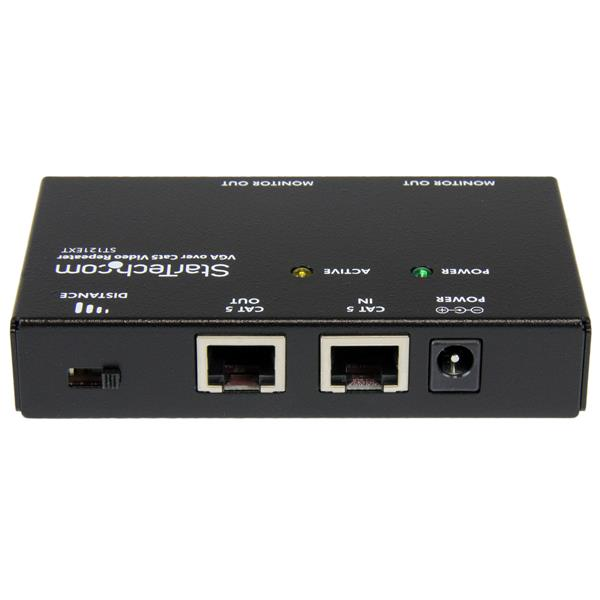 StarTech.com
VGA over Cat5 Video Repeater
ST121EXT
MONITOR OUT
MONITOR OUT
POWER
ACTIVE
POWER
CAT 5
IN
CAT 5
OUT
DISTANCE